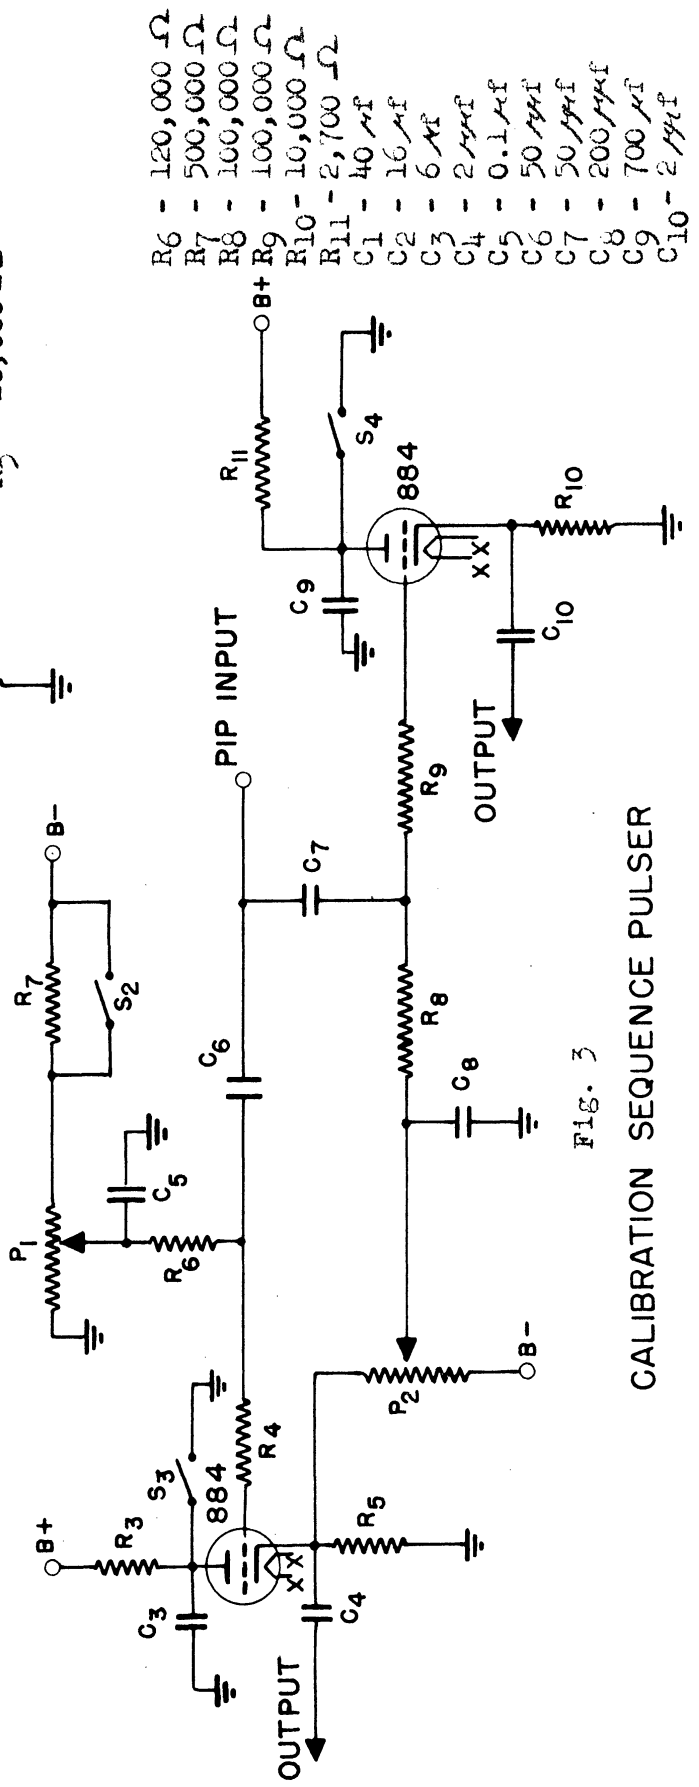 R6 - 120,000 Ω
R7 - 500,000 Ω
R8 - 100,000 Ω
R9 - 100,000 Ω
R10 - 10,000 Ω
R11 - 2,700 Ω
C1 - 40 μf
C2 - 16 μf
C3 - 6 μf
C4 - 2 μμf
C5 - 0.1 μf
C6 - 50 μμf
C7 - 50 μμf
C8 - 200 μμf
C9 - 700 μf
C10 - 2 μμf
B+
R3
S3
884
C3
X X
OUTPUT
C4
R5
R4
P1
R7
S2
B-
C5
R6
C6
PIP INPUT
C7
P2
B-
C8
R8
R9
R11
B+
S4
C9
884
X X
R10
C10
OUTPUT
Fig. 3
CALIBRATION SEQUENCE PULSER